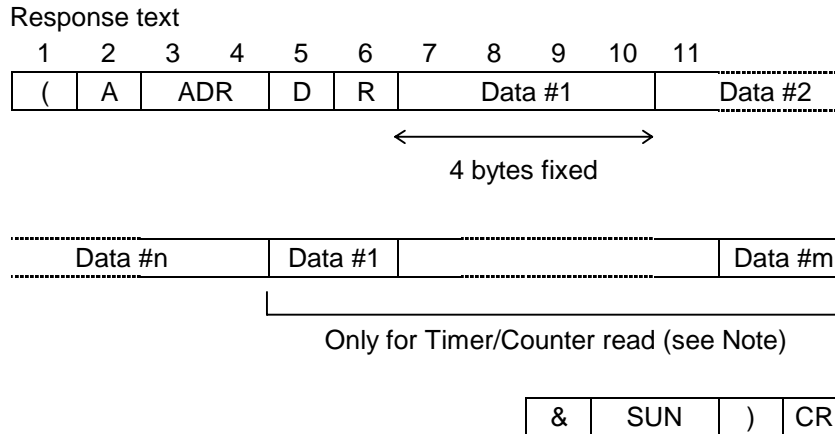 Response text
1 2 3 4 5 6 7 8 9 10 11
( A ADR D R Data #1 Data #2
4 bytes fixed
Data #n Data #1 Data #m
Only for Timer/Counter read (see Note)
& SUN ) CR